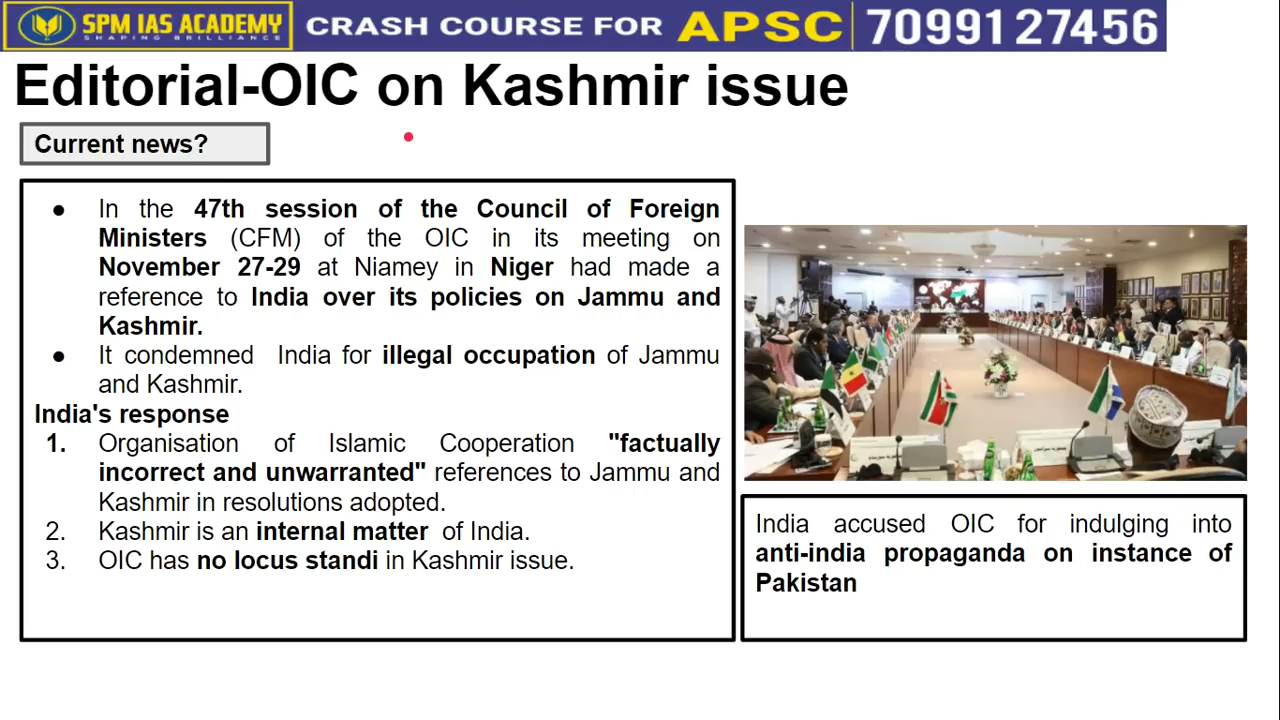 SPM IAS ACADEMY
SHAPING BRILLIANCE
CRASH COURSE FOR APSC 70991 27456
Editorial-OIC on Kashmir issue
Current news?
● In the 47th session of the Council of Foreign
Ministers (CFM) of the OIC in its meeting on
November 27-29 at Niamey in Niger had made a
reference to India over its policies on Jammu and
Kashmir.
● It condemned India for illegal occupation of Jammu
and Kashmir.
India's response
1. Organisation of Islamic Cooperation "factually
incorrect and unwarranted" references to Jammu and
Kashmir in resolutions adopted.
2. Kashmir is an internal matter of India.
3. OIC has no locus standi in Kashmir issue.
India accused OIC for indulging into
anti-india propaganda on instance of
Pakistan